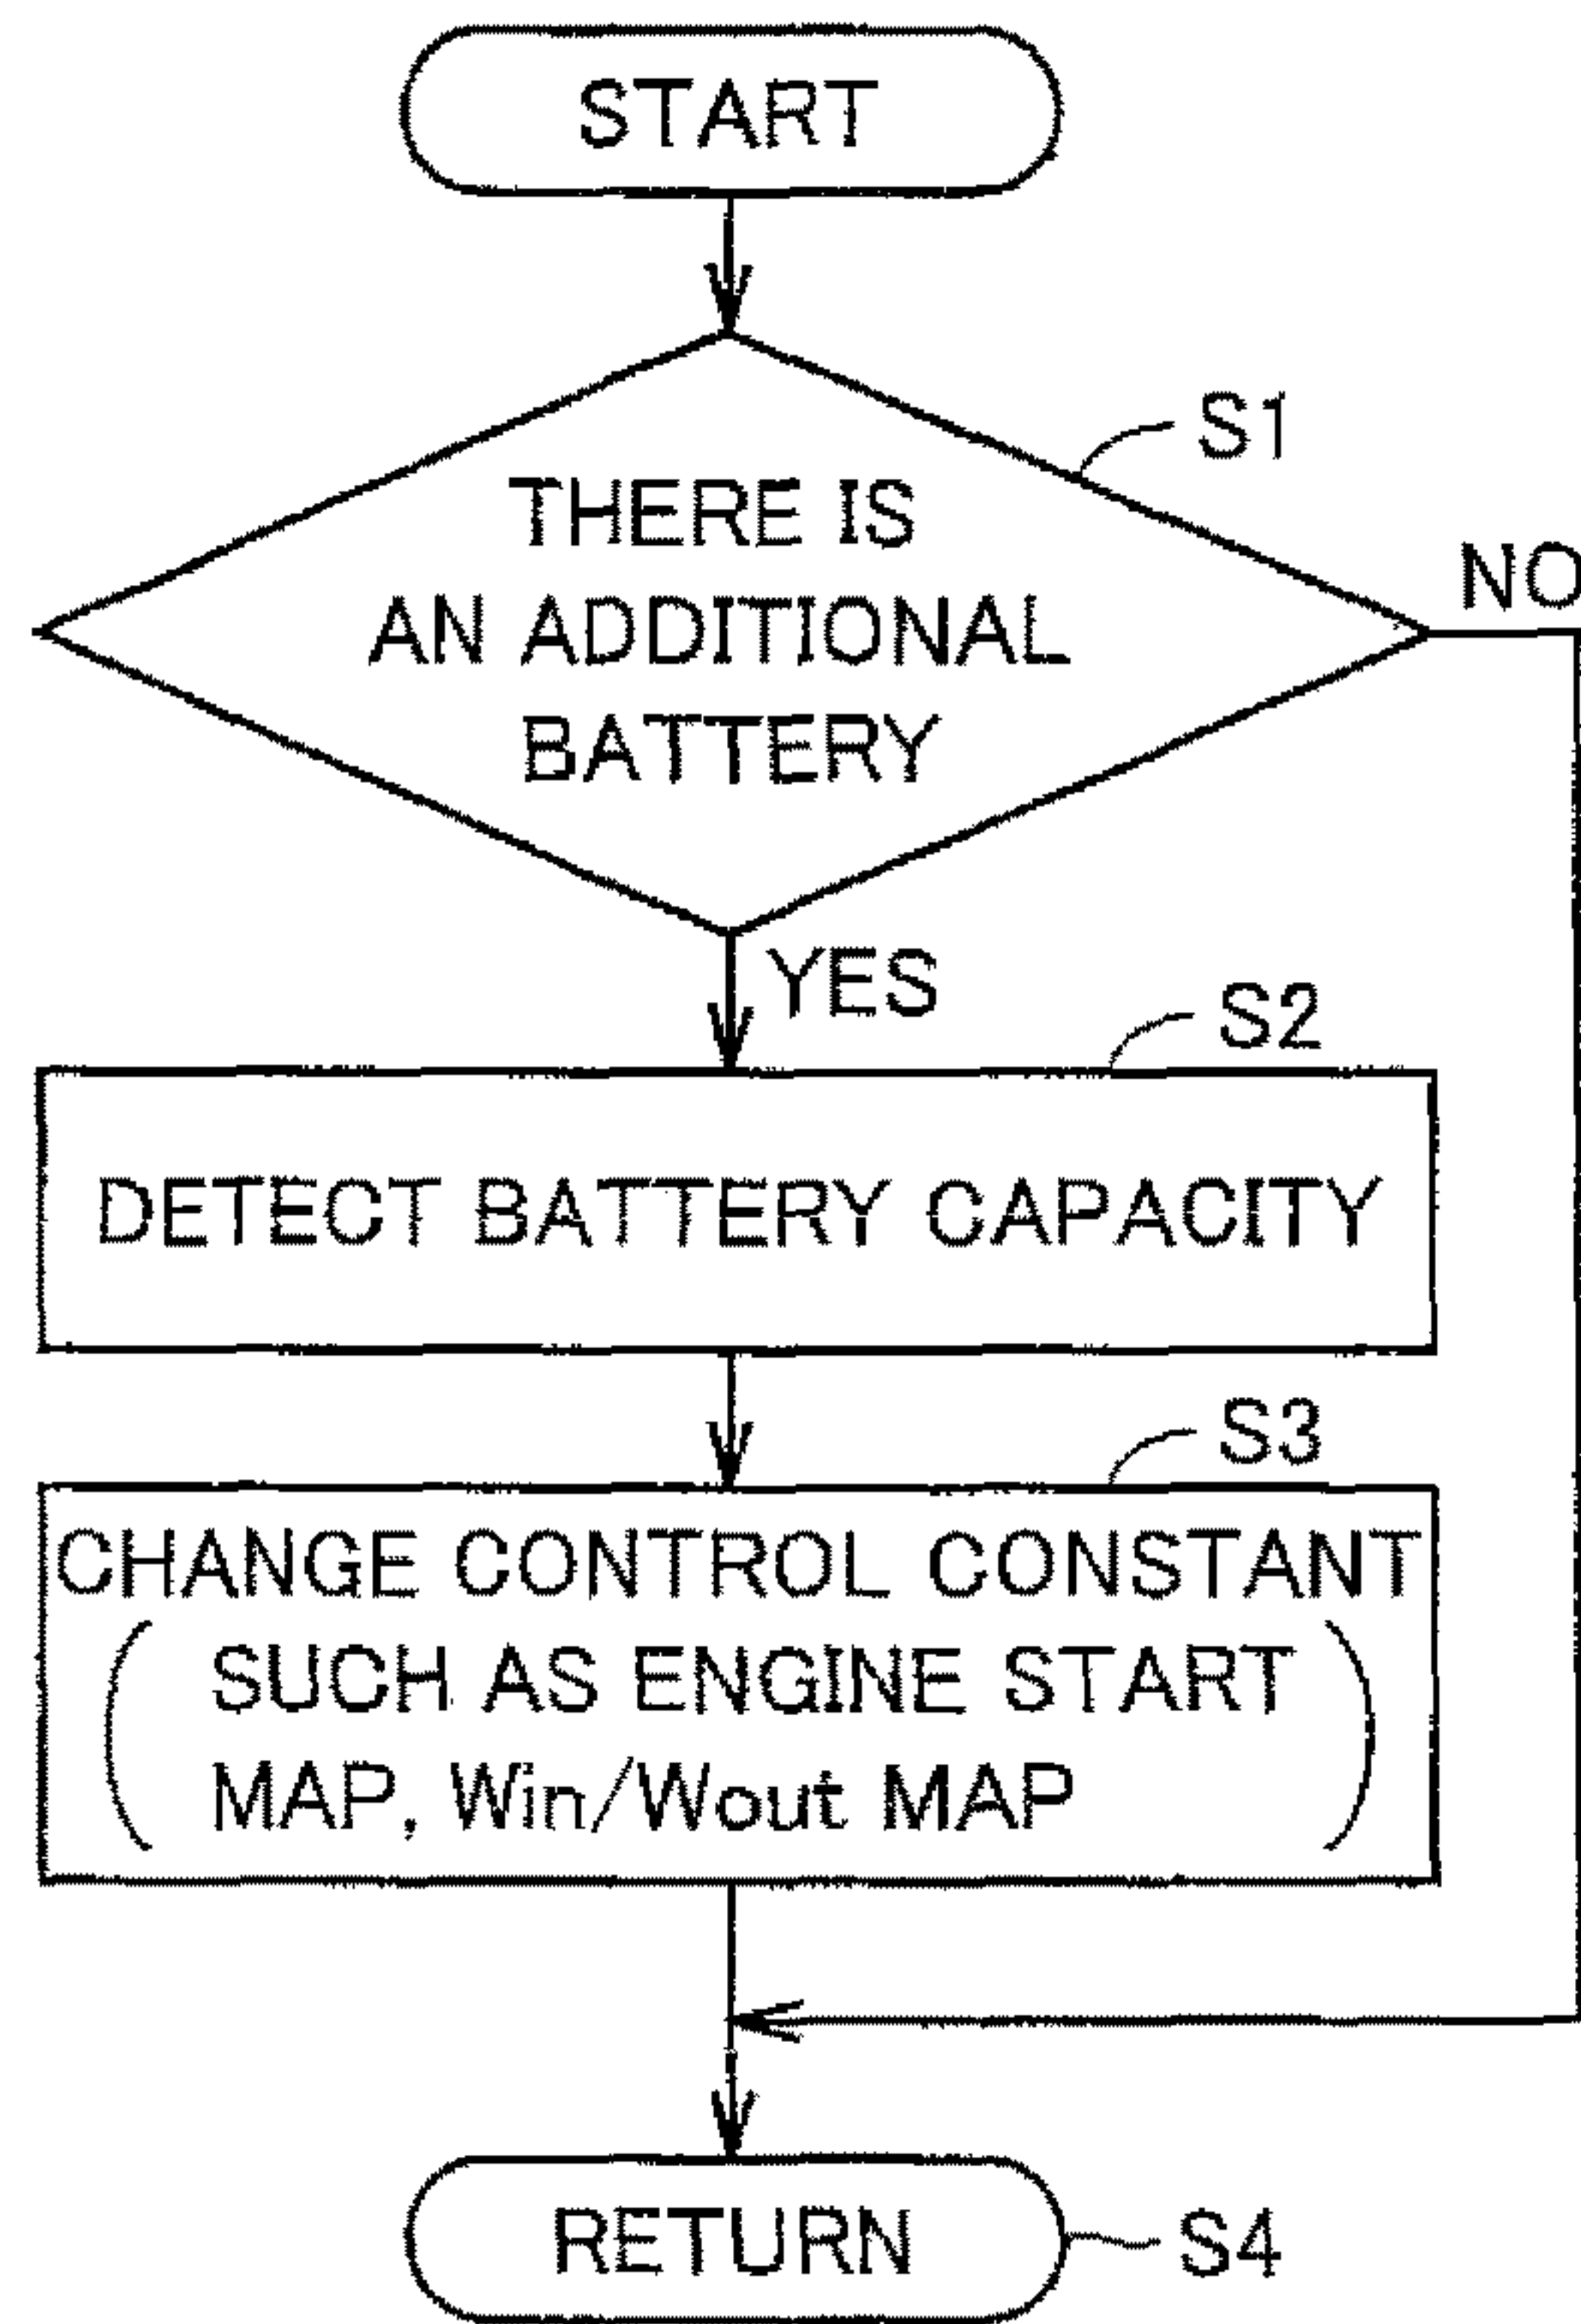 START
S1
THERE IS
AN ADDITIONAL
BATTERY
NO
YES
S2
DETECT BATTERY CAPACITY
S3
CHANGE CONTROL CONSTANT
(SUCH AS ENGINE START
MAP, Win/Wout MAP)
RETURN
S4